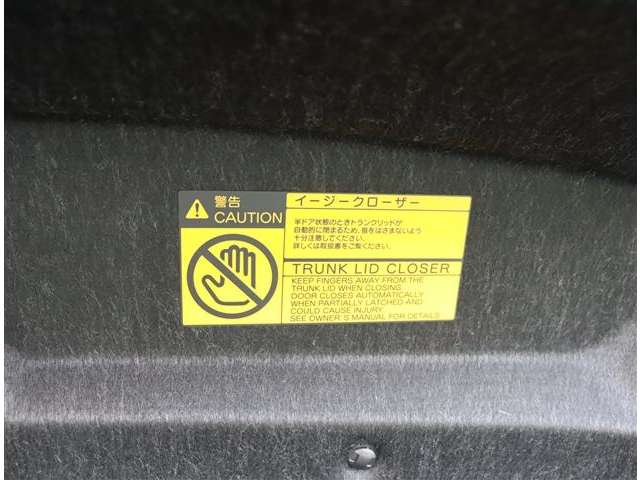 警告
CAUTION
イージークローザー
半ドア状態のときトランクリッドが
自動的に閉まるため、指をはさまないよう
十分注意してください。
詳しくは取扱書をご覧ください。
TRUNK LID CLOSER
KEEP FINGERS AWAY FROM THE
TRUNK LID WHEN CLOSING.
DOOR CLOSES AUTOMATICALLY
WHEN PARTIALLY LATCHED AND
COULD CAUSE INJURY.
SEE OWNER'S MANUAL FOR DETAILS.